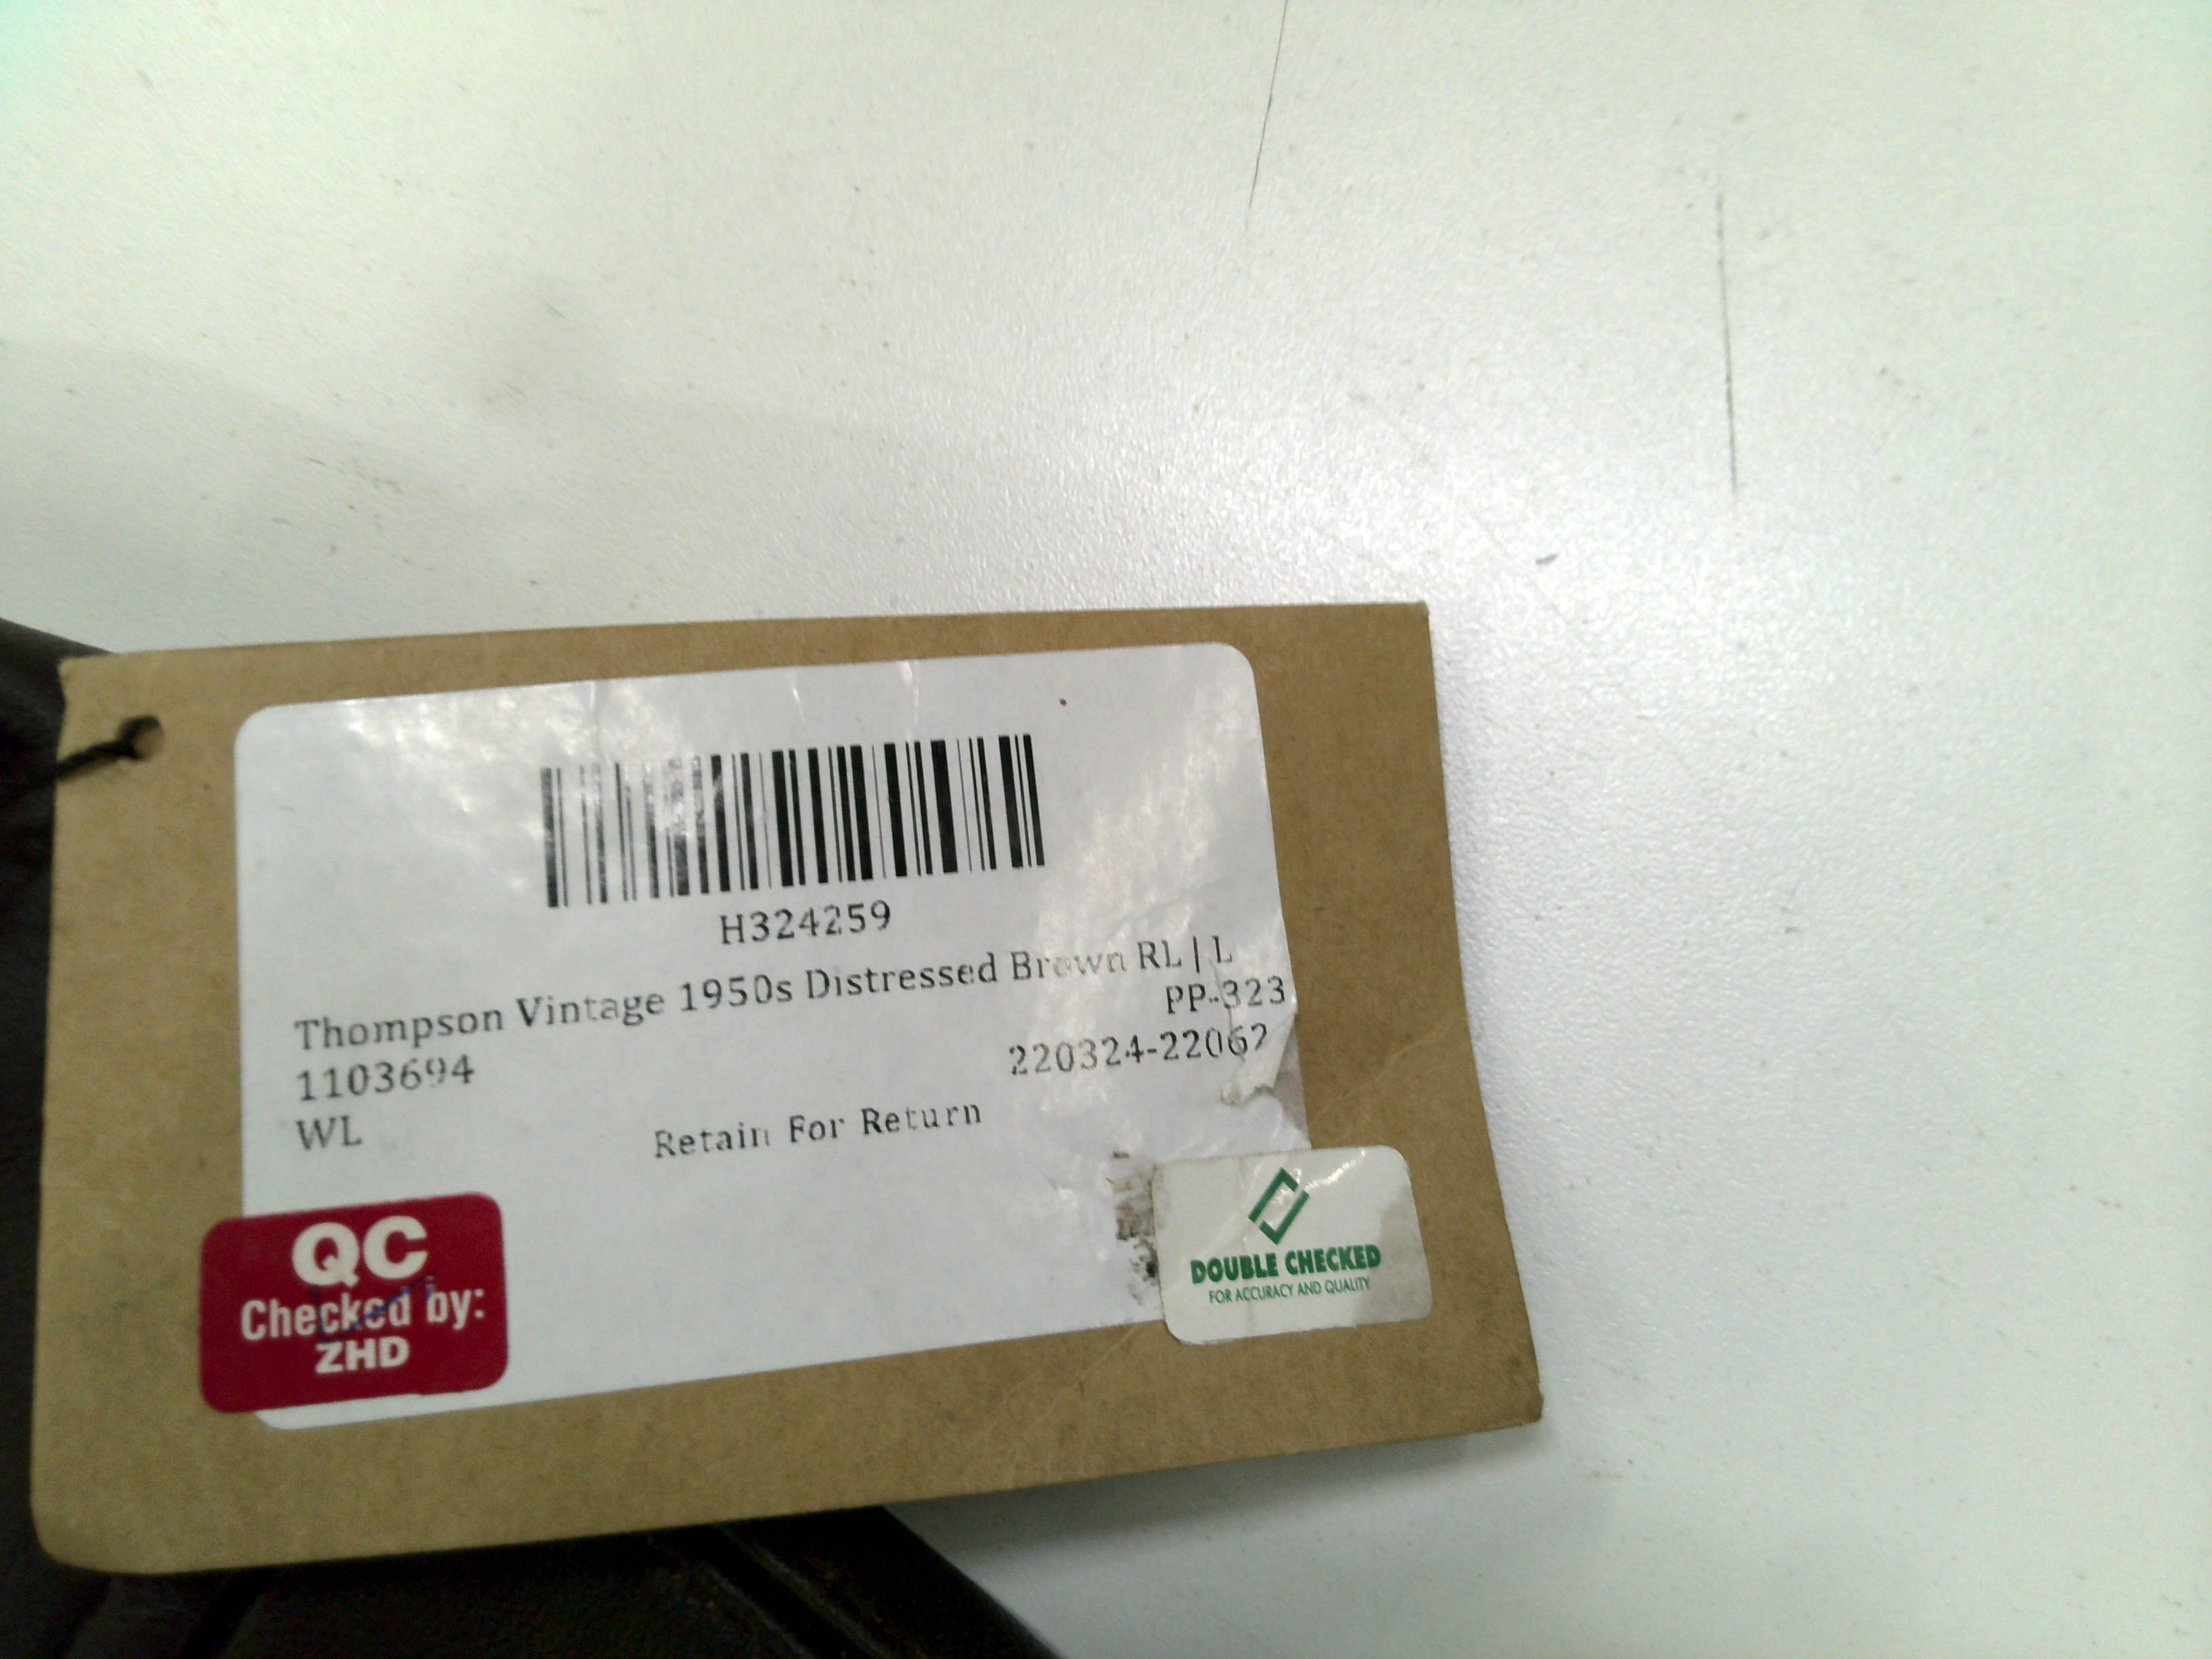 H324259
Thompson Vintage 1950s Distressed Brown RL | L
PP-323
1103694
220324-22062
WL
Retain For Return
QC
Checked by:
ZHD
DOUBLE CHECKED
FOR ACCURACY AND QUALITY